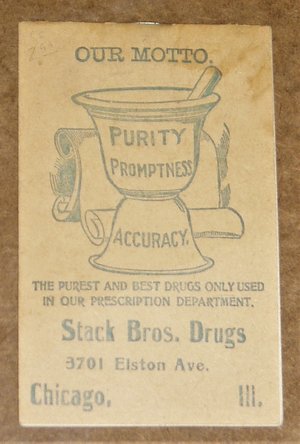 OUR MOTTO.
PURITY
PROMPTNESS
ACCURACY.
THE PUREST AND BEST DRUGS ONLY USED
IN OUR PRESCRIPTION DEPARTMENT.
Stack Bros. Drugs
3701 Elston Ave.
Chicago, Ill.